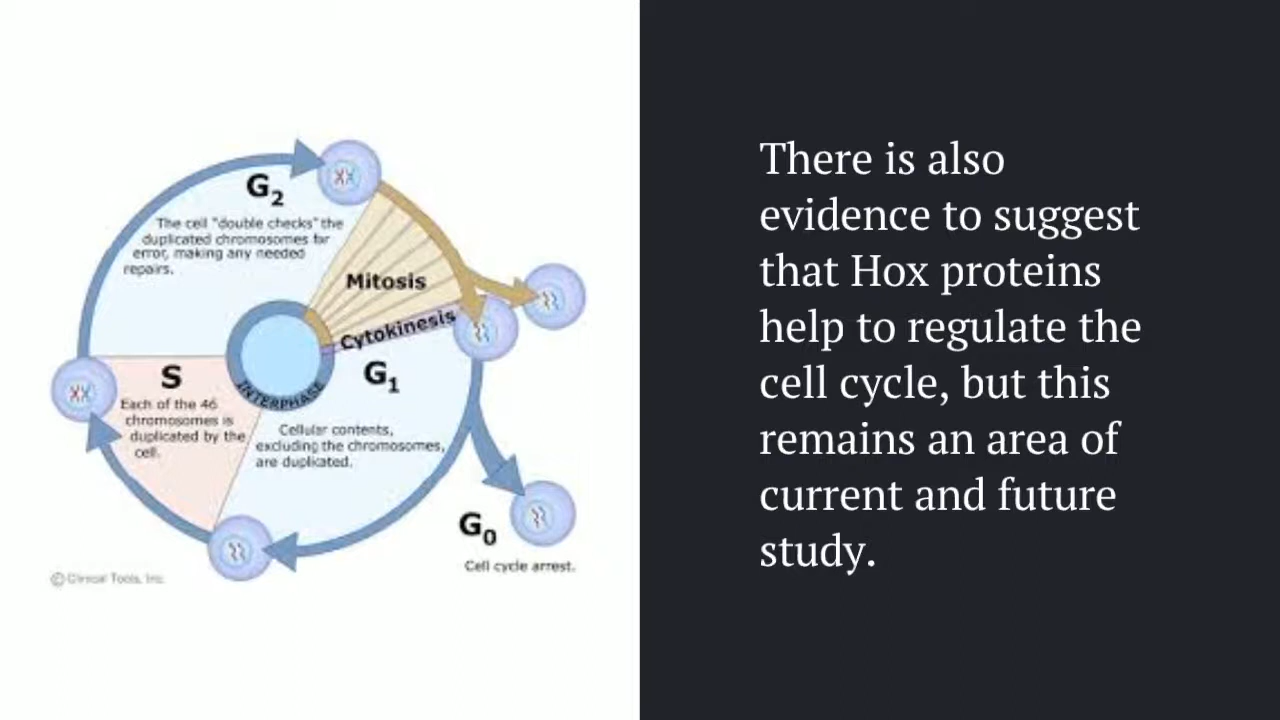 G2
The cell "double checks" the
duplicated chromosomes for
error, making any needed
repairs.
Mitosis
Cytokinesis
S
Each of the 46
chromosomes is
duplicated by the
cell.
INTERPHASE
G1
Cellular contents,
excluding the chromosomes,
are duplicated.
G0
Cell cycle arrest.
© Clinical Tools, Inc.
There is also
evidence to suggest
that Hox proteins
help to regulate the
cell cycle, but this
remains an area of
current and future
study.